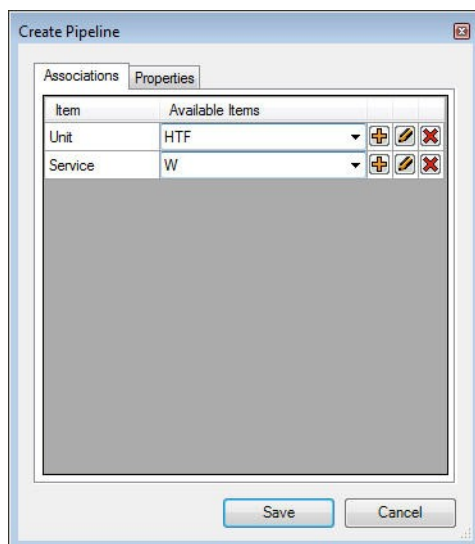 Create Pipeline
Associations Properties
Item Available Items
Unit HTF
Service W
Save Cancel